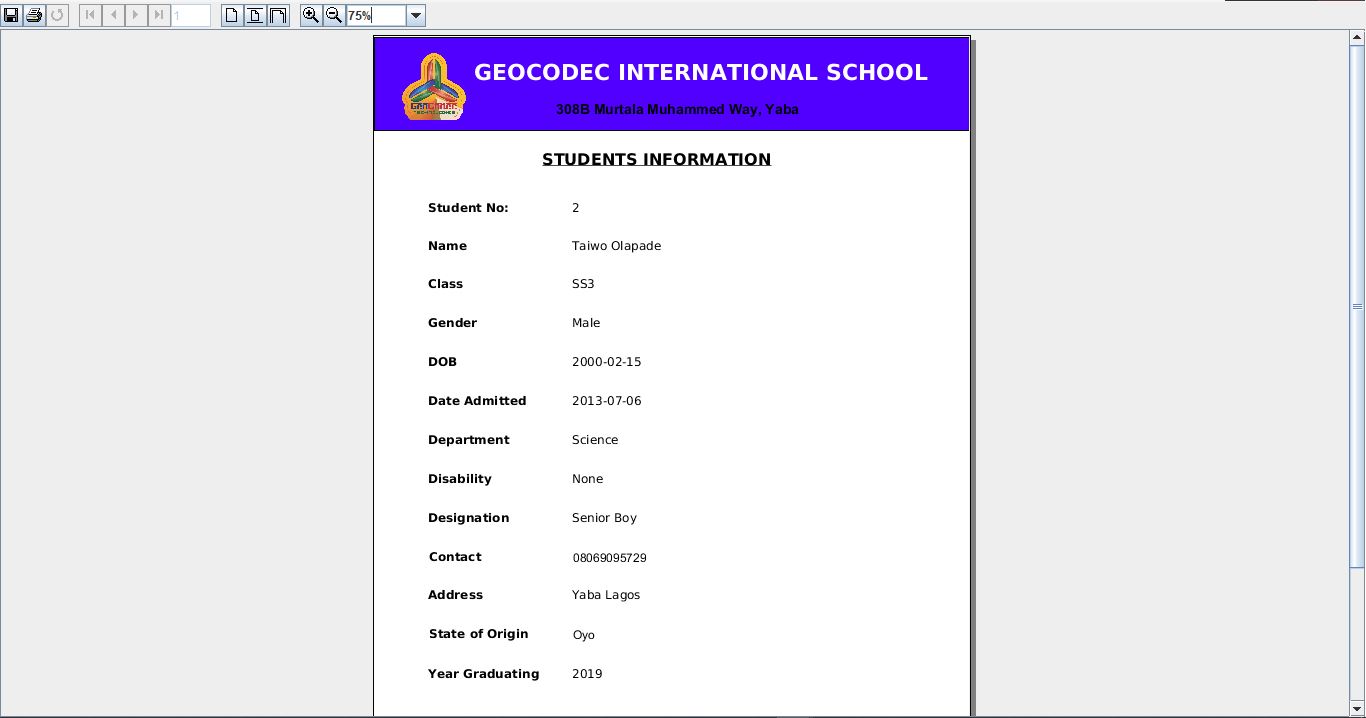 1
75%
GEOCODEC INTERNATIONAL SCHOOL
308B Murtala Muhammed Way, Yaba
STUDENTS INFORMATION
Student No: 2
Name Taiwo Olapade
Class SS3
Gender Male
DOB 2000-02-15
Date Admitted 2013-07-06
Department Science
Disability None
Designation Senior Boy
Contact 08069095729
Address Yaba Lagos
State of Origin Oyo
Year Graduating 2019